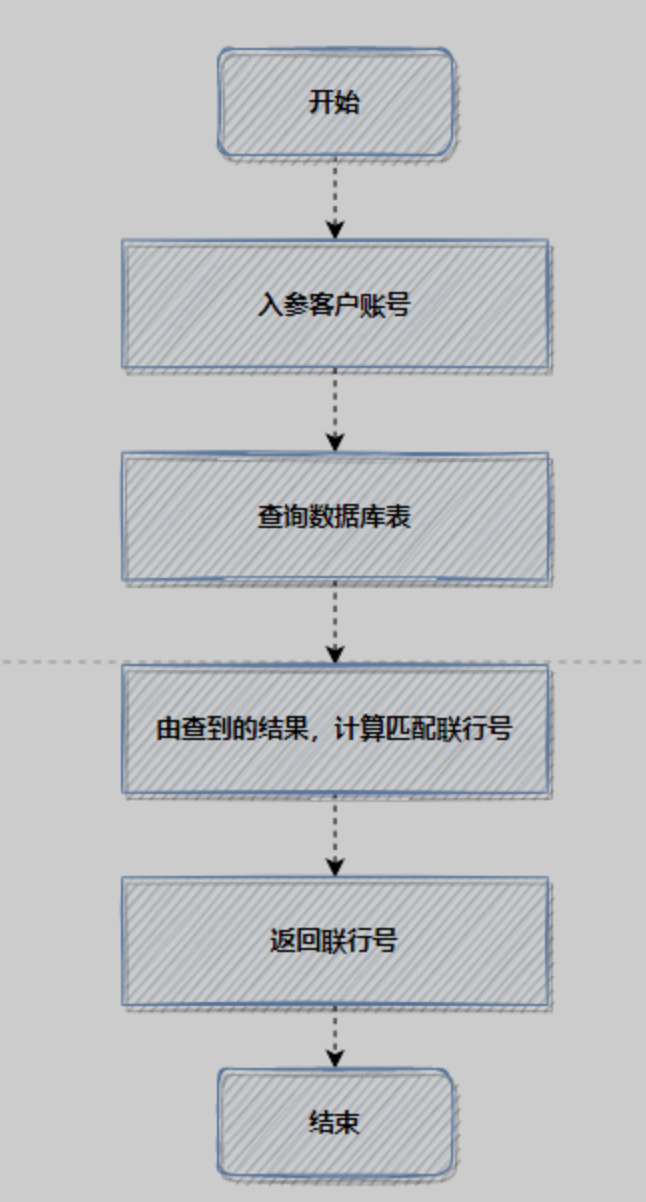 开始
入参客户账号
查询数据库表
由查到的结果，计算匹配联行号
返回联行号
结束